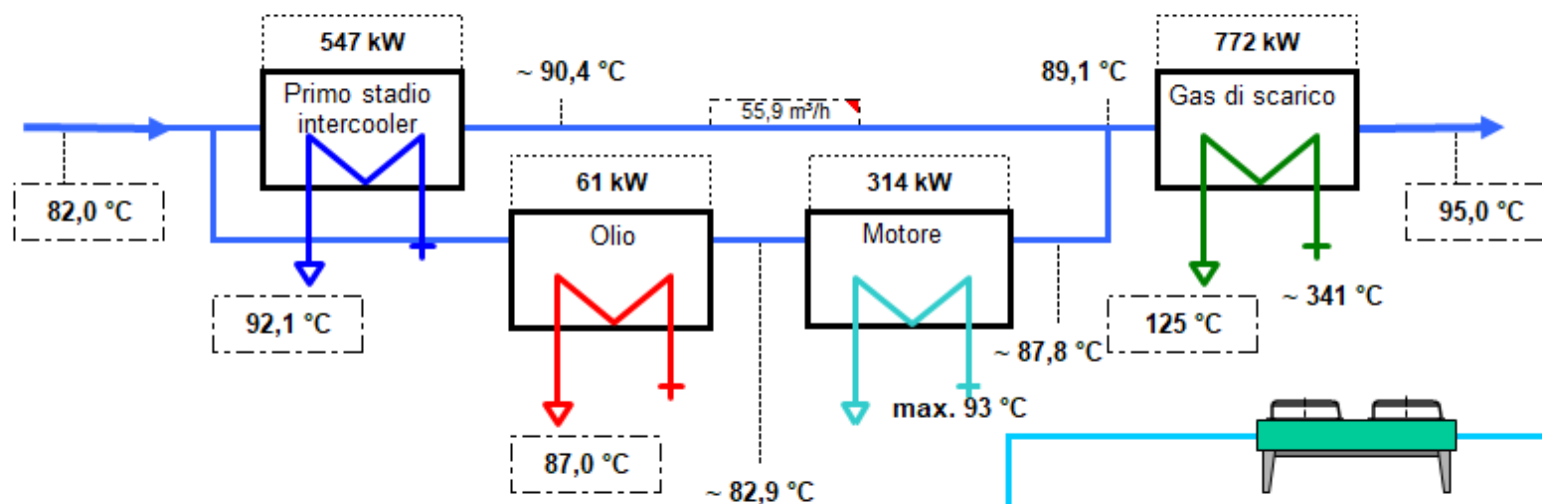 547 kW
772 kW
~ 90,4 °C
89,1 °C
Primo stadio
intercooler
55,9 m³/h
Gas di scarico
61 kW
314 kW
82,0 °C
95,0 °C
Olio
Motore
92,1 °C
~ 341 °C
125 °C
~ 87,8 °C
max. 93 °C
87,0 °C
~ 82,9 °C